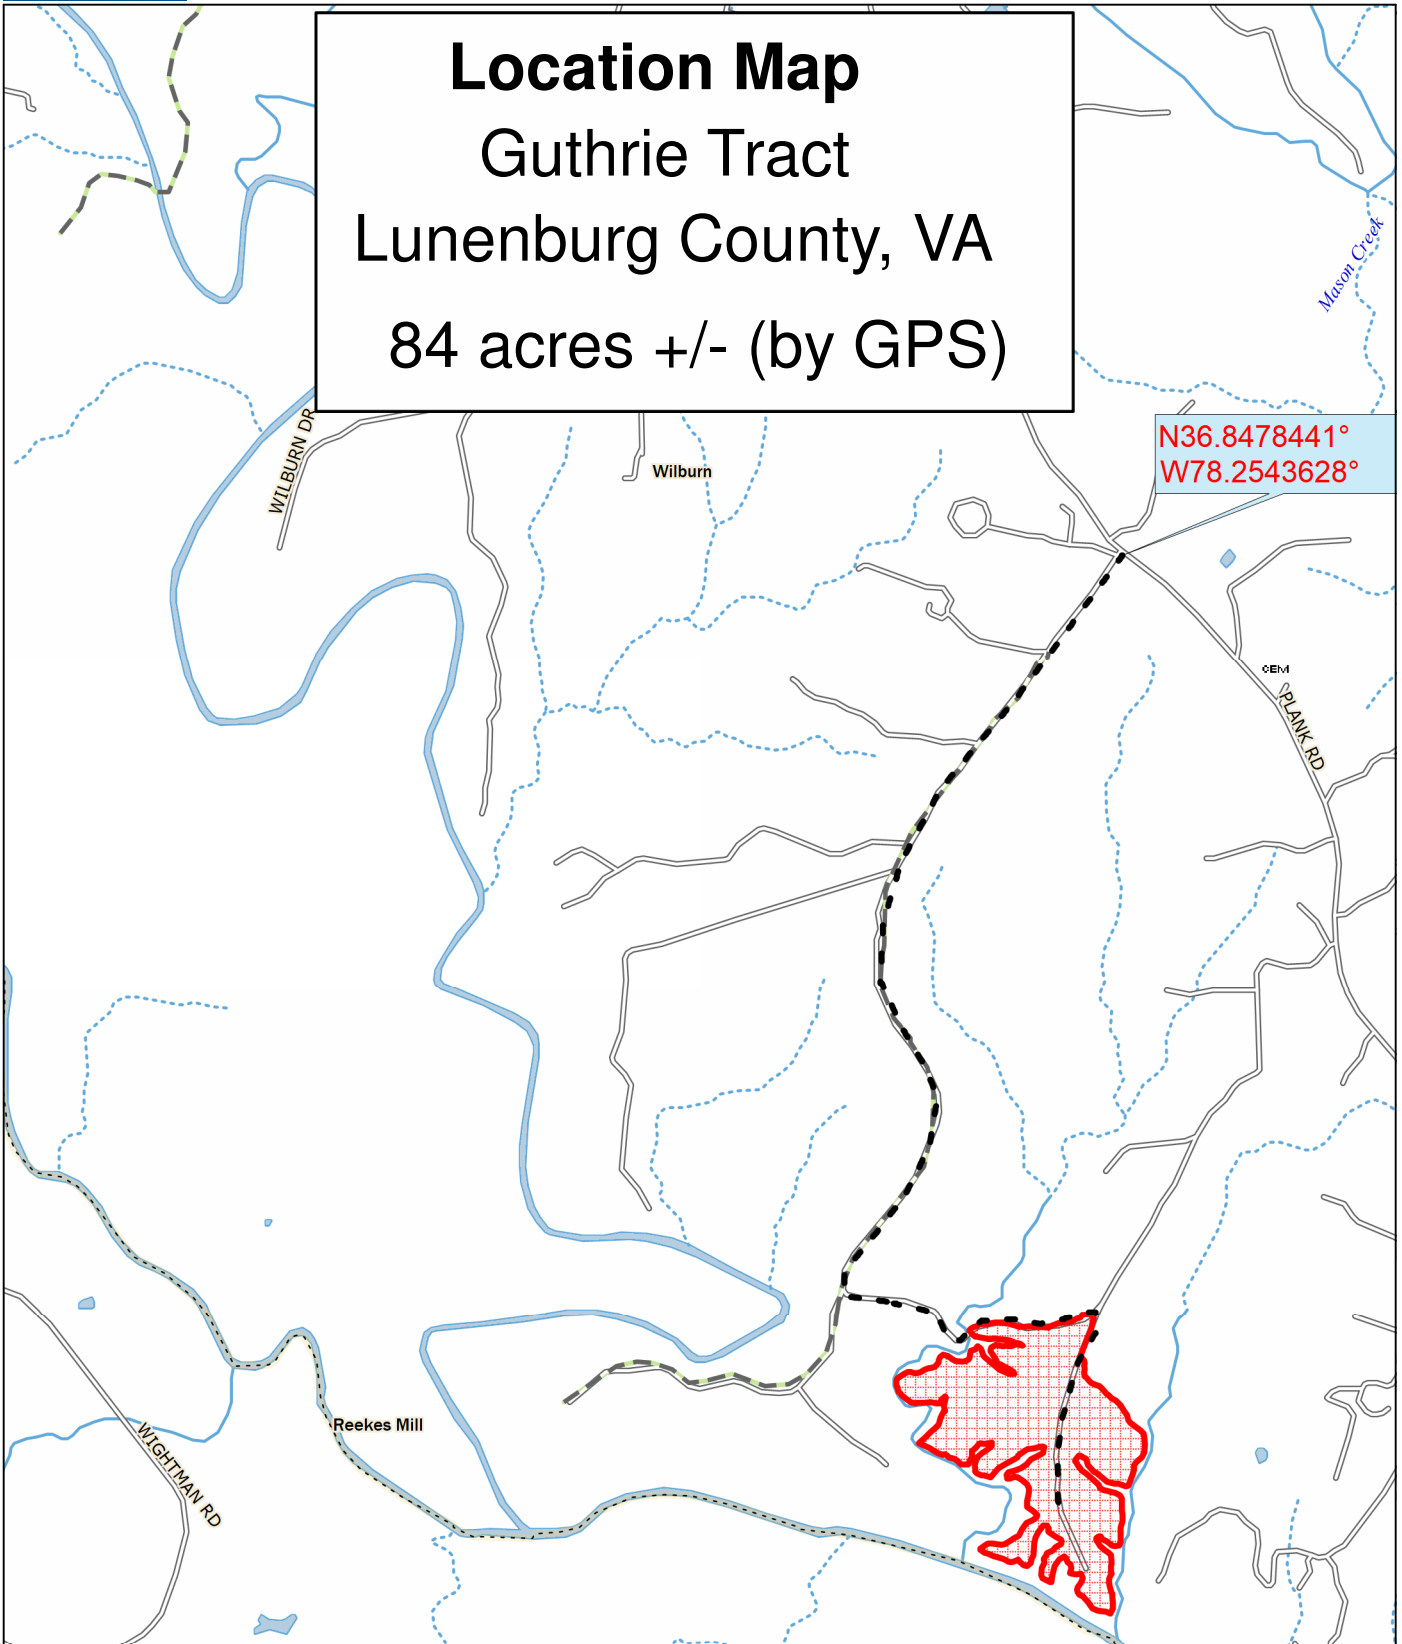 Location Map
Guthrie Tract
Lunenburg County, VA
84 acres +/- (by GPS)
Mason Creek
N36.8478441°
W78.2543628°
WILBURN DR
Wilburn
CEM
PLANK RD
Reekes Mill
WIGHTMAN RD